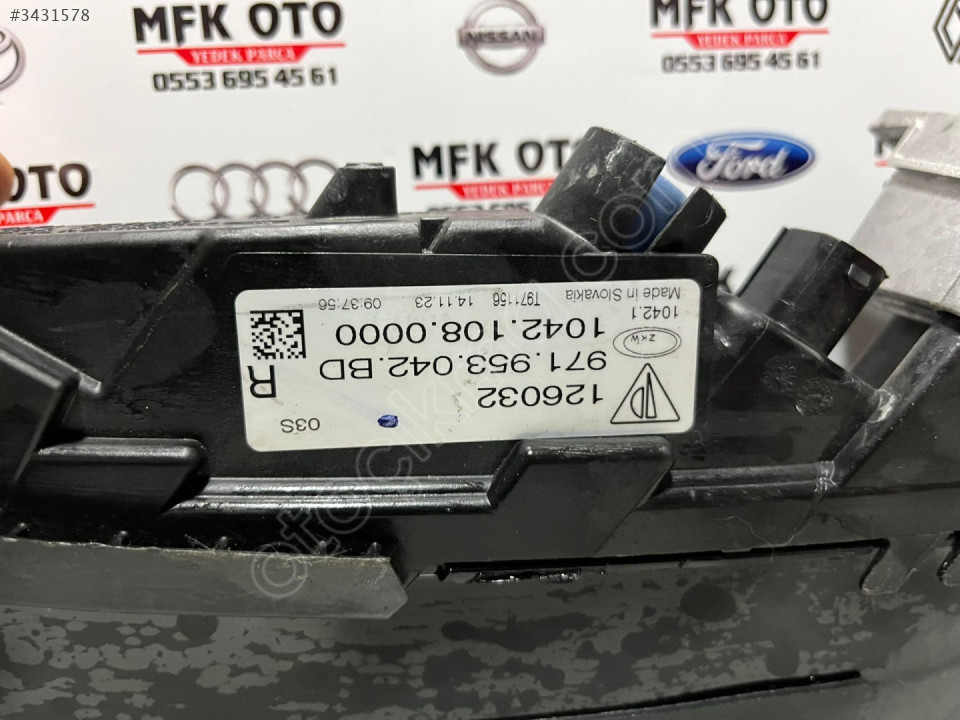 #3431578
MFK OTO
YEDEK PARÇA
0553 695 45 61
NISSAN
MFK OTO
YEDEK PARÇA
0553 695 45 61
OTO
MFK OTO
Ford
126032
971.953.042.BD
1042.108.0000
1042.1
Made in Slovakia
T971156
14.11.23
09:37:56
ZKW
R
03S